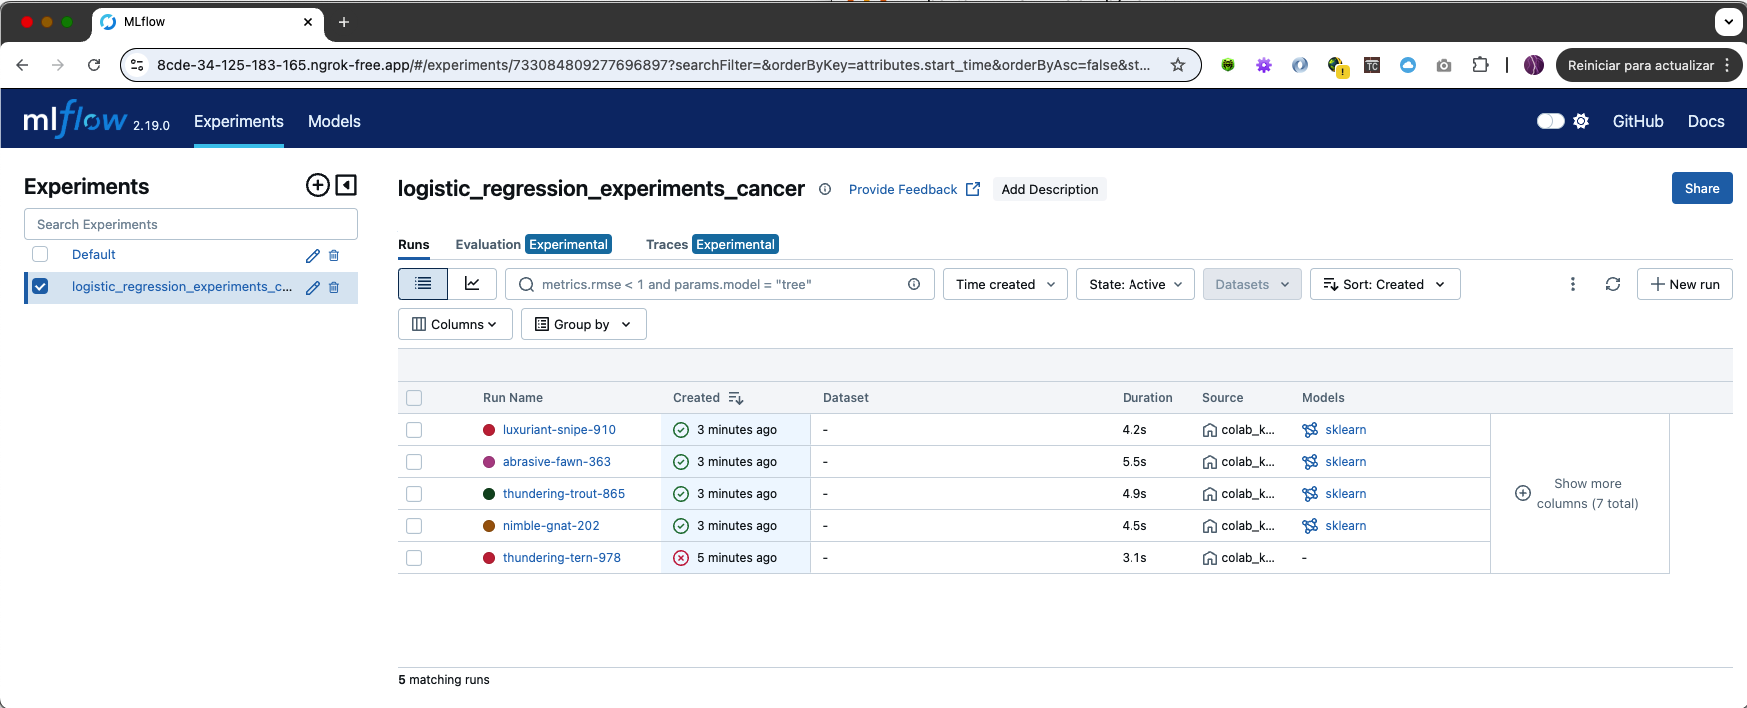 MLflow
8cde-34-125-183-165.ngrok-free.app/#/experiments/733084809277696897?searchFilter=&orderByKey=attributes.start_time&orderByAsc=false&st...
TC
Reiniciar para actualizar
mlflow 2.19.0
Experiments
Models
GitHub
Docs
Experiments
Search Experiments
Default
logistic_regression_experiments_c...
logistic_regression_experiments_cancer
Provide Feedback
Add Description
Share
Runs
Evaluation Experimental
Traces Experimental
metrics.rmse < 1 and params.model = "tree"
Time created
State: Active
Datasets
Sort: Created
New run
Columns
Group by
Run Name Created Dataset Duration Source Models
luxuriant-snipe-910 3 minutes ago - 4.2s colab_k... sklearn
abrasive-fawn-363 3 minutes ago - 5.5s colab_k... sklearn
thundering-trout-865 3 minutes ago - 4.9s colab_k... sklearn
nimble-gnat-202 3 minutes ago - 4.5s colab_k... sklearn
thundering-tern-978 5 minutes ago - 3.1s colab_k... -
Show more
columns (7 total)
5 matching runs